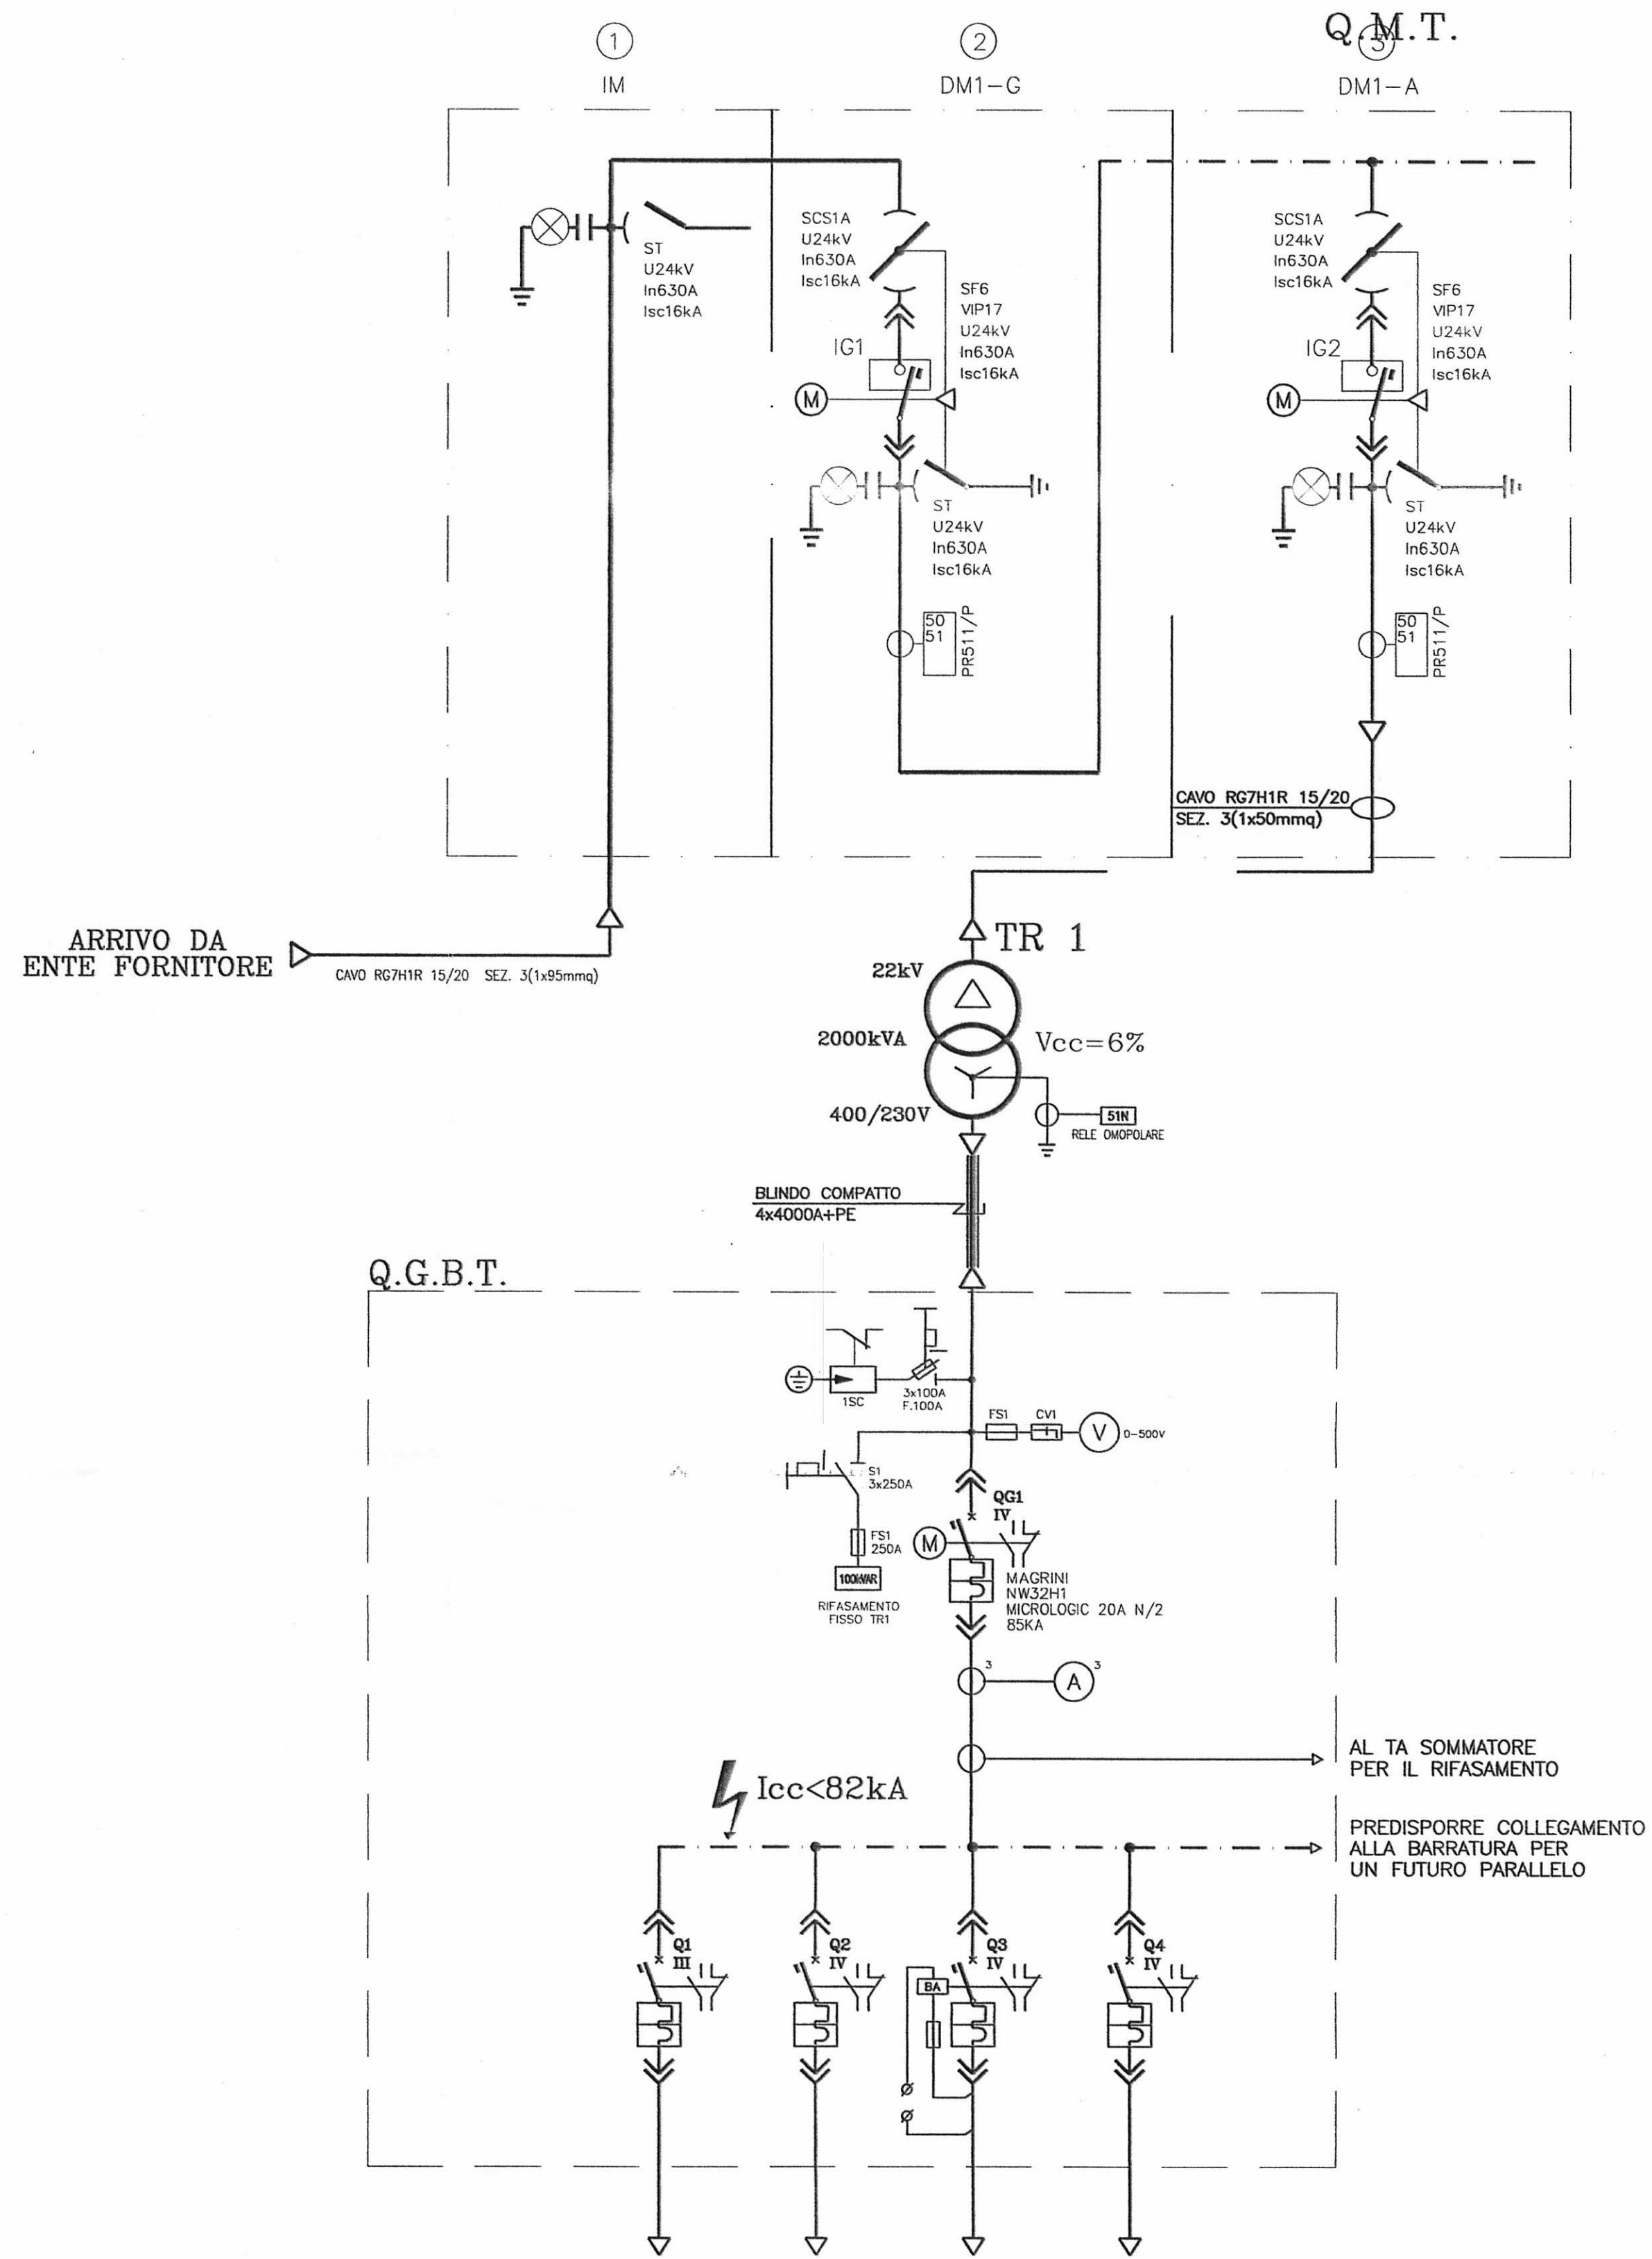 Q.M.T.
1
2
3
IM
DM1-G
DM1-A
ST
U24kV
In630A
Isc16kA
SCS1A
U24kV
In630A
Isc16kA
SF6
VIP17
U24kV
In630A
Isc16kA
IG1
M
ST
U24kV
In630A
Isc16kA
50
51
PR511/P
SCS1A
U24kV
In630A
Isc16kA
SF6
VIP17
U24kV
In630A
Isc16kA
IG2
M
ST
U24kV
In630A
Isc16kA
50
51
PR511/P
CAVO RG7H1R 15/20
SEZ. 3(1x50mmq)
ARRIVO DA
ENTE FORNITORE
CAVO RG7H1R 15/20 SEZ. 3(1x95mmq)
TR 1
22kV
2000kVA
Vcc=6%
400/230V
51N
RELE OMOPOLARE
BLINDO COMPATTO
4x4000A+PE
Q.G.B.T.
1SC
3x100A
F.100A
FS1
CV1
V
0-500V
S1
3x250A
FS1
250A
100kVAR
RIFASAMENTO
FISSO TR1
QG1
IV
M
MAGRINI
NW32H1
MICROLOGIC 20A N/2
85KA
3
A
3
AL TA SOMMATORE
PER IL RIFASAMENTO
Icc<82kA
PREDISPORRE COLLEGAMENTO
ALLA BARRATURA PER
UN FUTURO PARALLELO
Q1
III
Q2
IV
Q3
IV
BA
Q4
IV